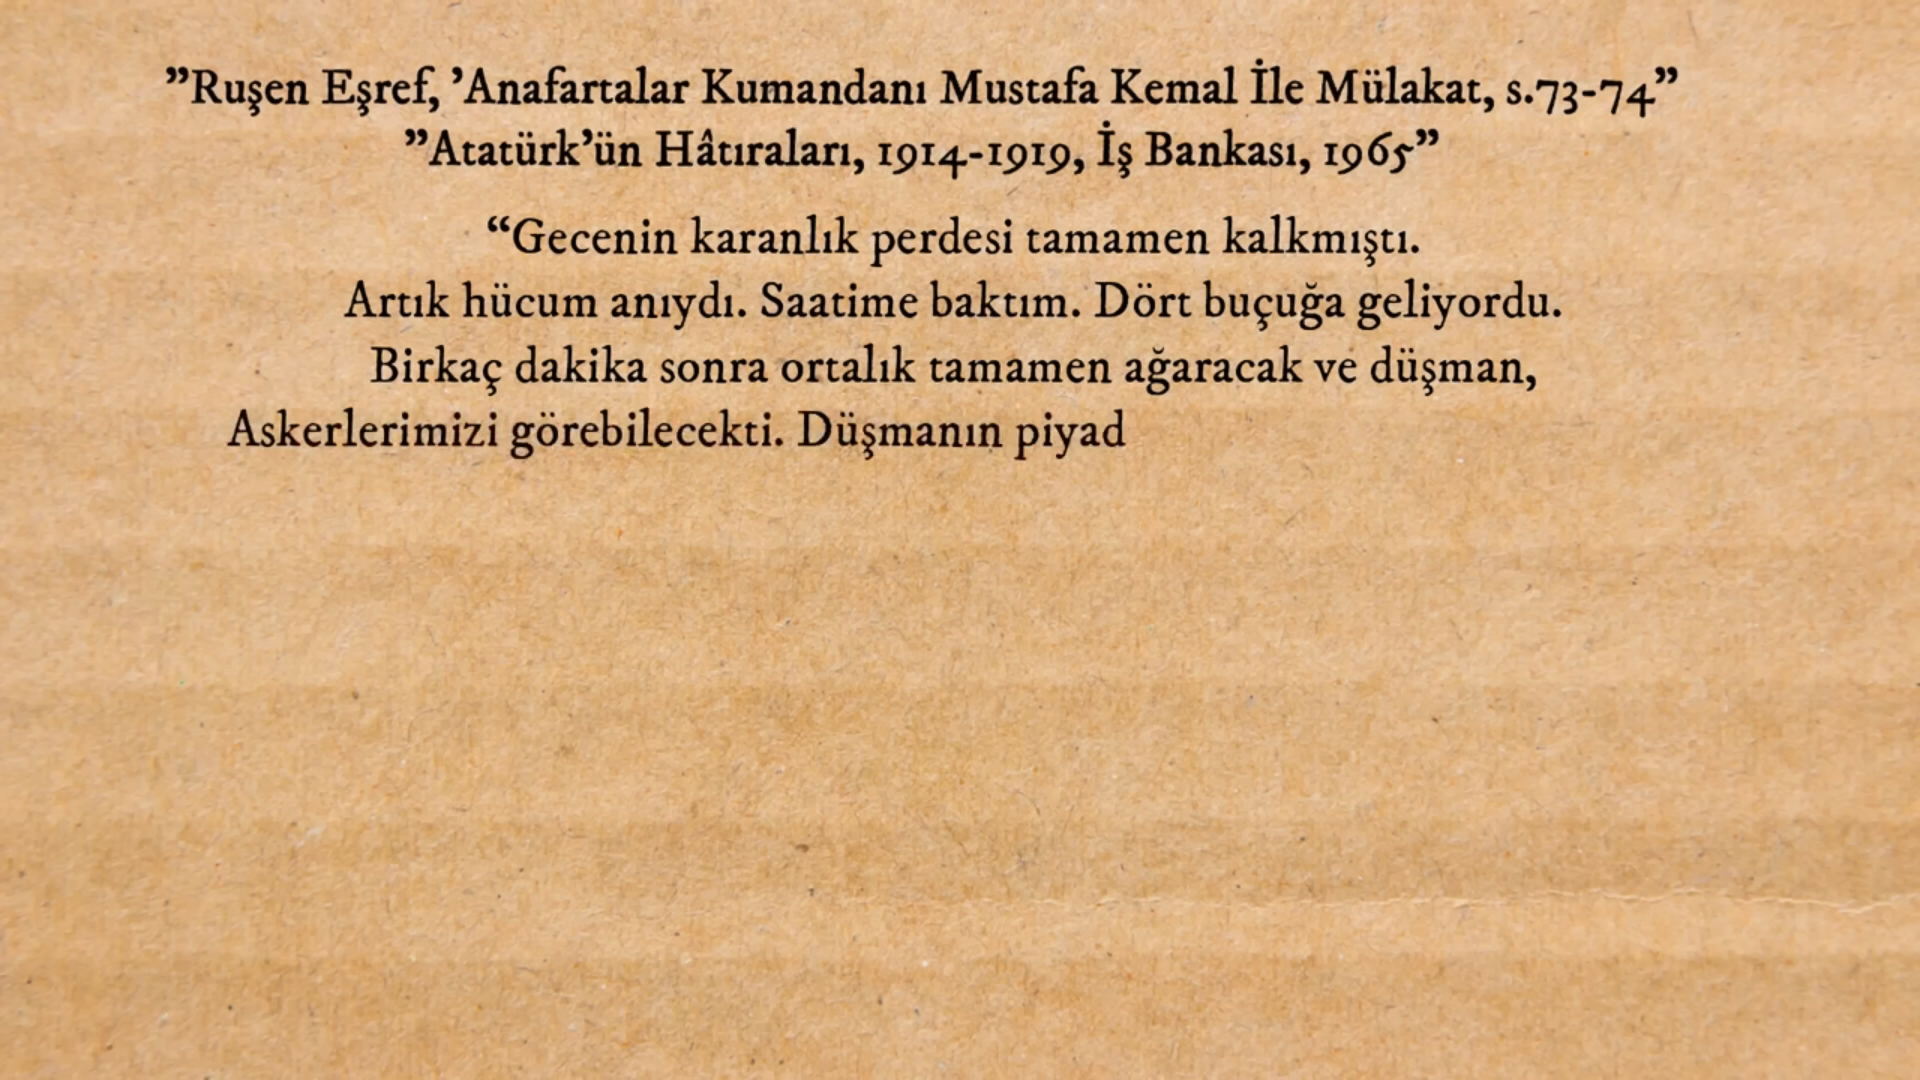 ”Ruşen Eşref, ’Anafartalar Kumandanı Mustafa Kemal İle Mülakat, s.73-74”
”Atatürk’ün Hâtıraları, 1914-1919, İş Bankası, 1965”
“Gecenin karanlık perdesi tamamen kalkmıştı.
Artık hücum anıydı. Saatime baktım. Dört buçuğa geliyordu.
Birkaç dakika sonra ortalık tamamen ağaracak ve düşman,
Askerlerimizi görebilecekti. Düşmanın piyad